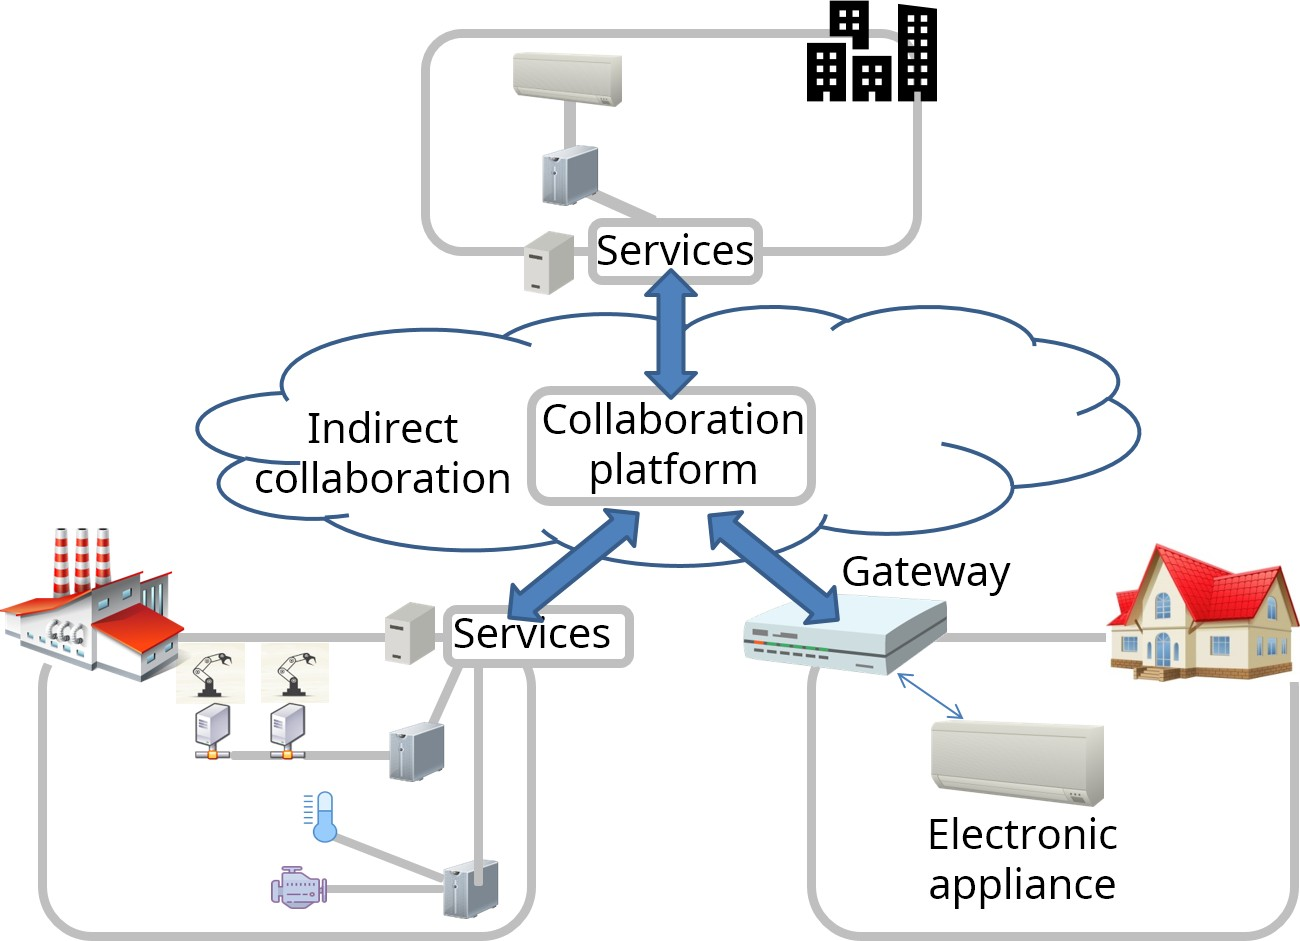 Services
Indirect
collaboration
Collaboration
platform
Gateway
Services
Electronic
appliance